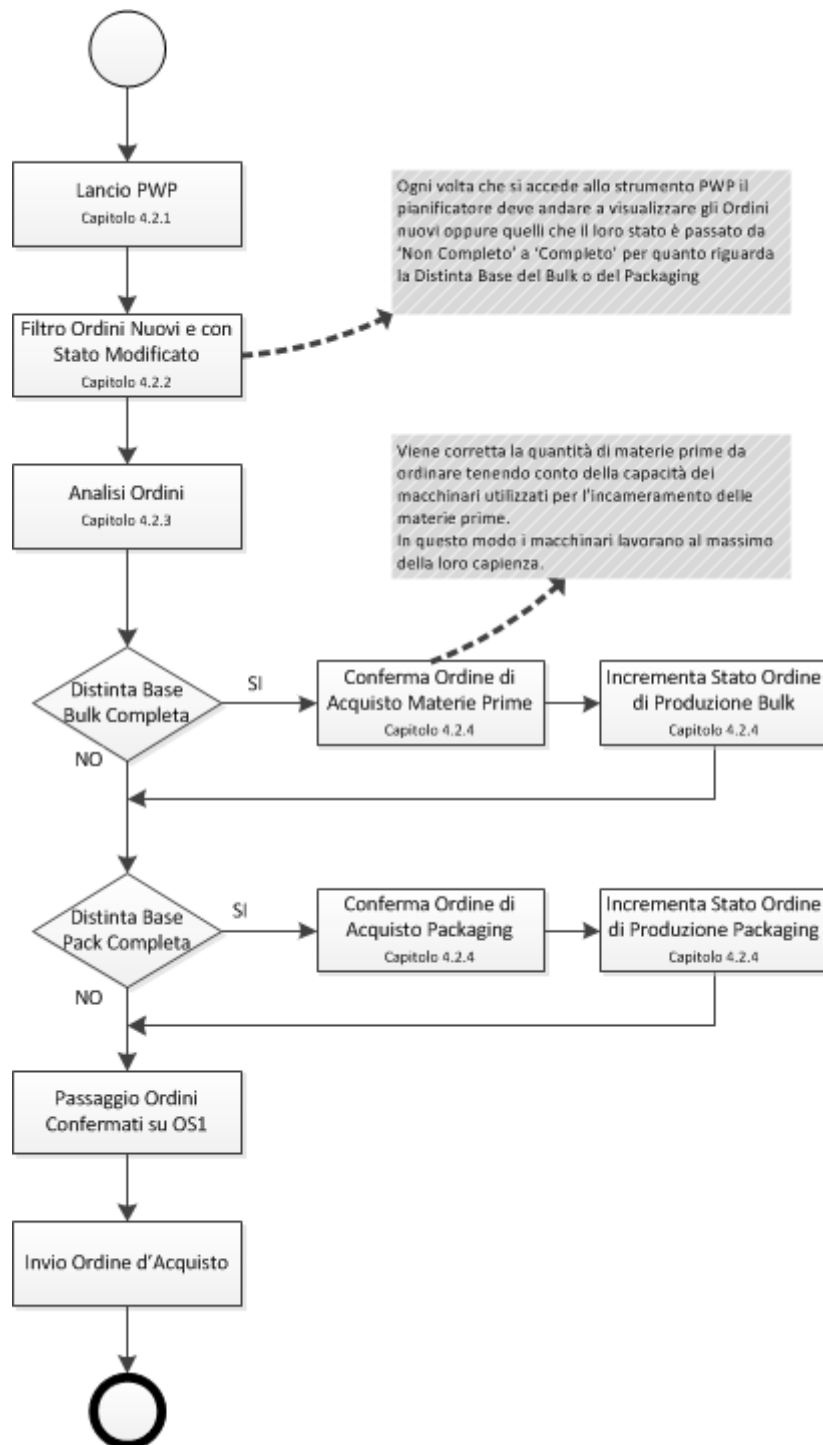 Lancio PWP
Capitolo 4.2.1
Ogni volta che si accede allo strumento PWP il
pianificatore deve andare a visualizzare gli Ordini
nuovi oppure quelli che il loro stato è passato da
‘Non Completo’ a ‘Completo’ per quanto riguarda
la Distinta Base del Bulk o del Packaging
Filtro Ordini Nuovi e con
Stato Modificato
Capitolo 4.2.2
Viene corretta la quantità di materie prime da
ordinare tenendo conto della capacità dei
macchinari utilizzati per l'incameramento delle
materie prime.
In questo modo i macchinari lavorano al massimo
della loro capienza.
Analisi Ordini
Capitolo 4.2.3
Distinta Base
Bulk Completa
SI
NO
Conferma Ordine di
Acquisto Materie Prime
Capitolo 4.2.4
Incrementa Stato Ordine
di Produzione Bulk
Capitolo 4.2.4
Distinta Base
Pack Completa
SI
NO
Conferma Ordine di
Acquisto Packaging
Capitolo 4.2.4
Incrementa Stato Ordine
di Produzione Packaging
Capitolo 4.2.4
Passaggio Ordini
Confermati su OS1
Invio Ordine d’Acquisto